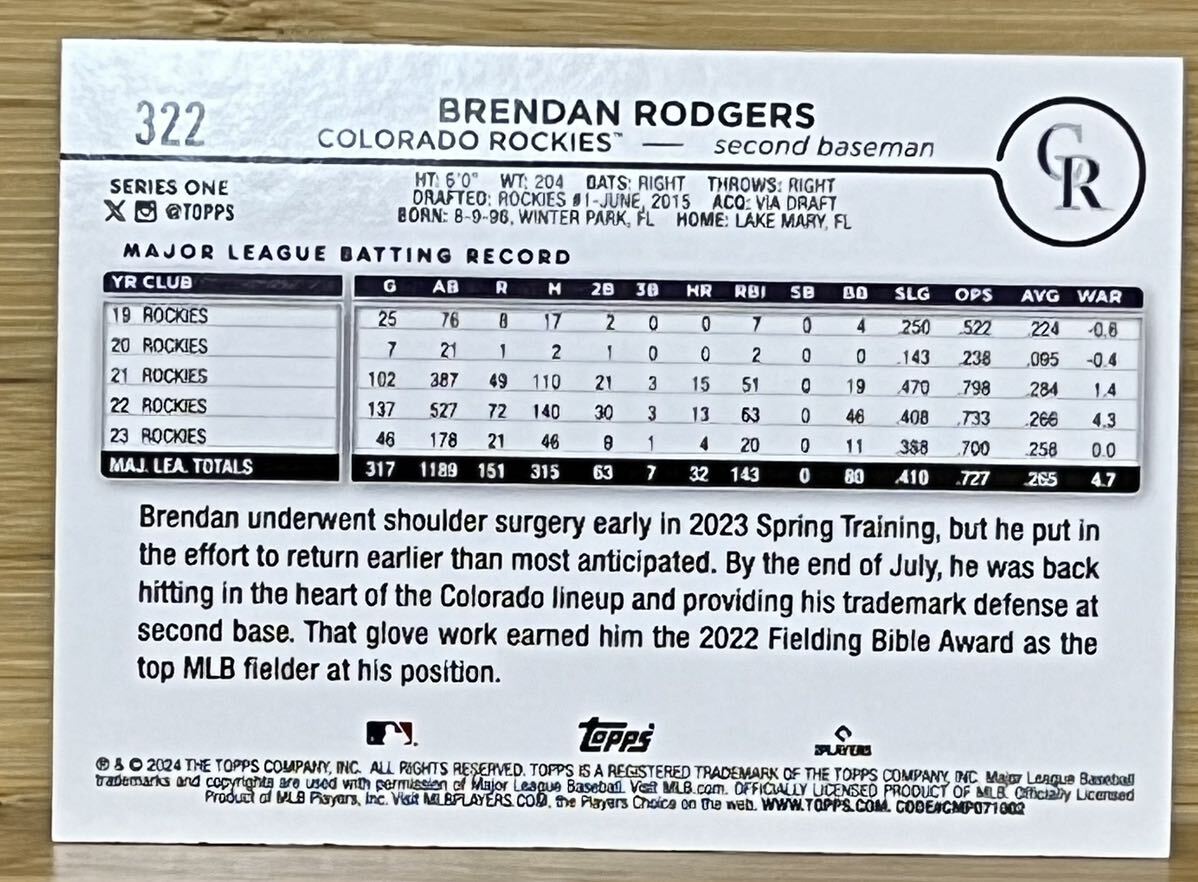 322
BRENDAN RODGERS
COLORADO ROCKIES™ — second baseman
CR
SERIES ONE
@TOPPS
HT: 6'0" WT: 204 BATS: RIGHT THROWS: RIGHT
DRAFTED: ROCKIES #1-JUNE, 2015 ACQ: VIA DRAFT
BORN: 8-9-96, WINTER PARK, FL HOME: LAKE MARY, FL
MAJOR LEAGUE BATTING RECORD
YR CLUB G AB R H 2B 3B HR RBI SB BB SLG OPS AVG WAR
19 ROCKIES 25 76 8 17 2 0 0 7 0 4 .250 .522 .224 -0.6
20 ROCKIES 7 21 1 2 1 0 0 2 0 0 .143 .238 .095 -0.4
21 ROCKIES 102 387 49 110 21 3 15 51 0 19 .470 .798 .284 1.4
22 ROCKIES 137 527 72 140 30 3 13 63 0 46 .408 .733 .266 4.3
23 ROCKIES 46 178 21 46 8 1 4 20 0 11 .388 .700 .258 0.0
MAJ. LEA. TOTALS 317 1189 151 315 63 7 32 143 0 80 .410 .727 .265 4.7
Brendan underwent shoulder surgery early in 2023 Spring Training, but he put in
the effort to return earlier than most anticipated. By the end of July, he was back
hitting in the heart of the Colorado lineup and providing his trademark defense at
second base. That glove work earned him the 2022 Fielding Bible Award as the
top MLB fielder at his position.
Topps
PLAYERS
® & © 2024 THE TOPPS COMPANY, INC. ALL RIGHTS RESERVED. TOPPS IS A REGISTERED TRADEMARK OF THE TOPPS COMPANY, INC. Major League Baseball
trademarks and copyrights are used with permission of Major League Baseball. Visit MLB.com. OFFICIALLY LICENSED PRODUCT OF MLB. Officially Licensed
Product of MLB Players, Inc. Visit MLBPLAYERS.COM, the Players Choice on the web. WWW.TOPPS.COM. CODE#CMP071002